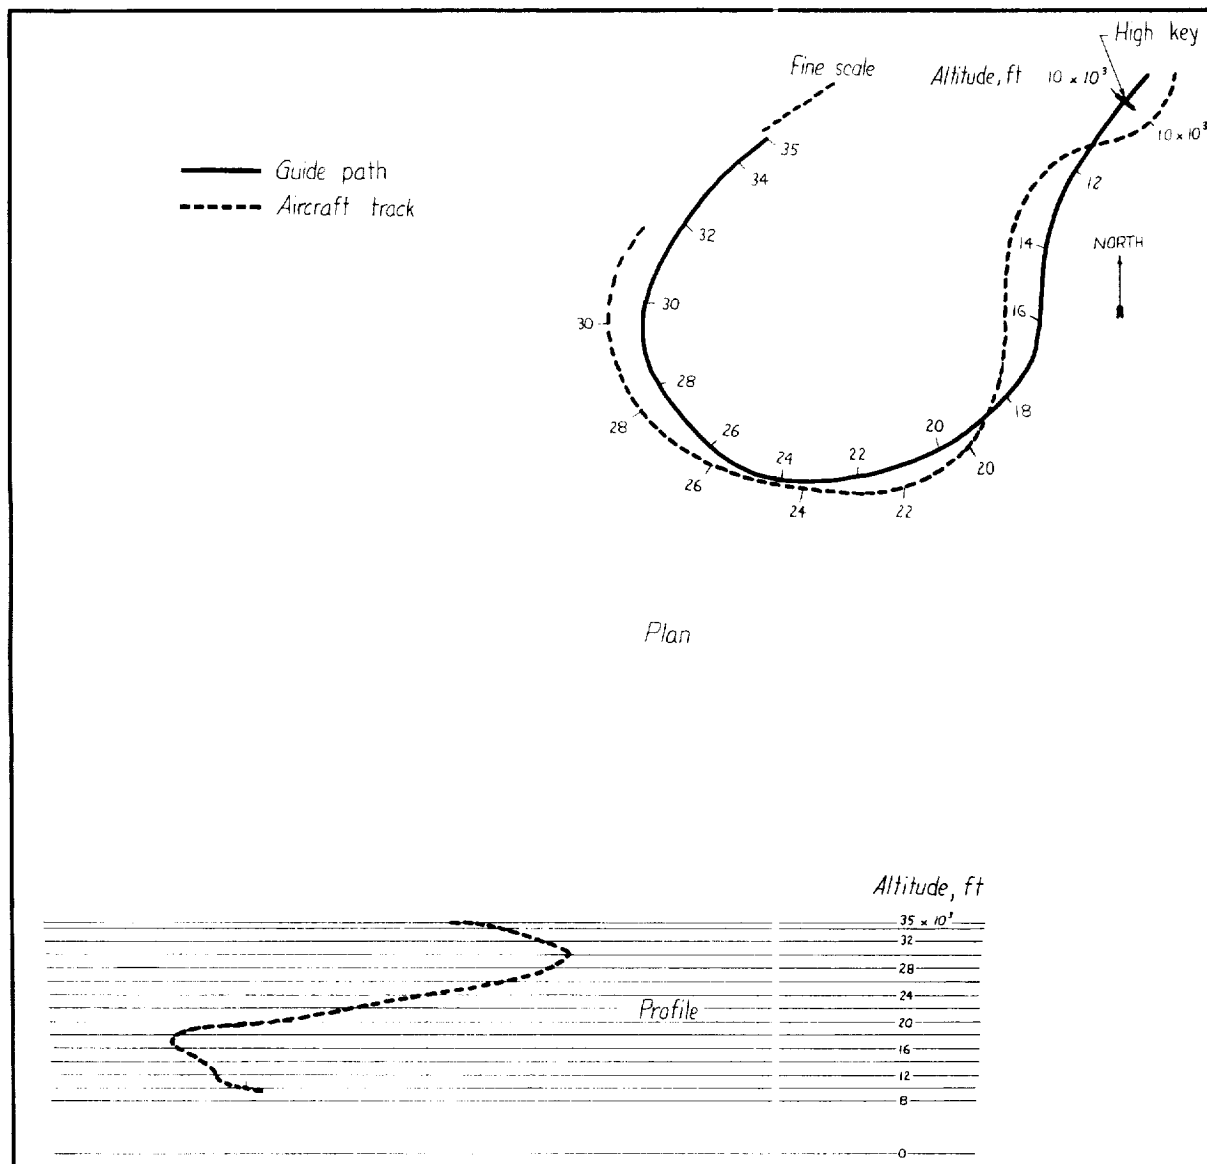 High key
Fine scale
Altitude, ft 10 × 10³
10 × 10³
35
34
Guide path
12
Aircraft track
32
14
NORTH
30
16
30
28
18
28
26
20
24
22
20
26
24
22
Plan
Altitude, ft
35 × 10³
32
28
24
Profile
20
16
12
8
0